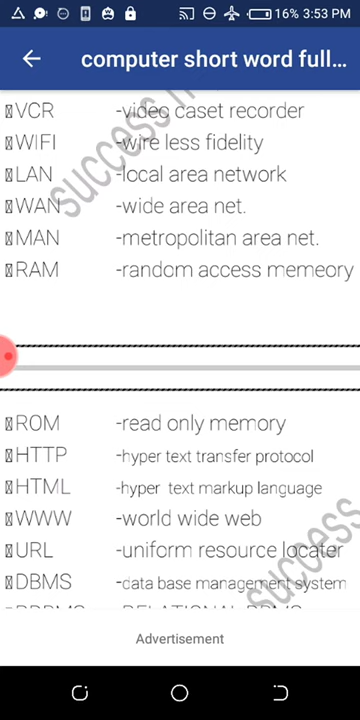 16% 3:53 PM
computer short word full...
VCR -video caset recorder
WIFI -wire less fidelity
LAN -local area network
WAN -wide area net.
MAN -metropolitan area net.
RAM -random access memeory
success
ROM -read only memory
HTTP -hyper text transfer protocol
HTML -hyper text markup language
WWW -world wide web
URL -uniform resource locater
DBMS -data base management system
success
Advertisement